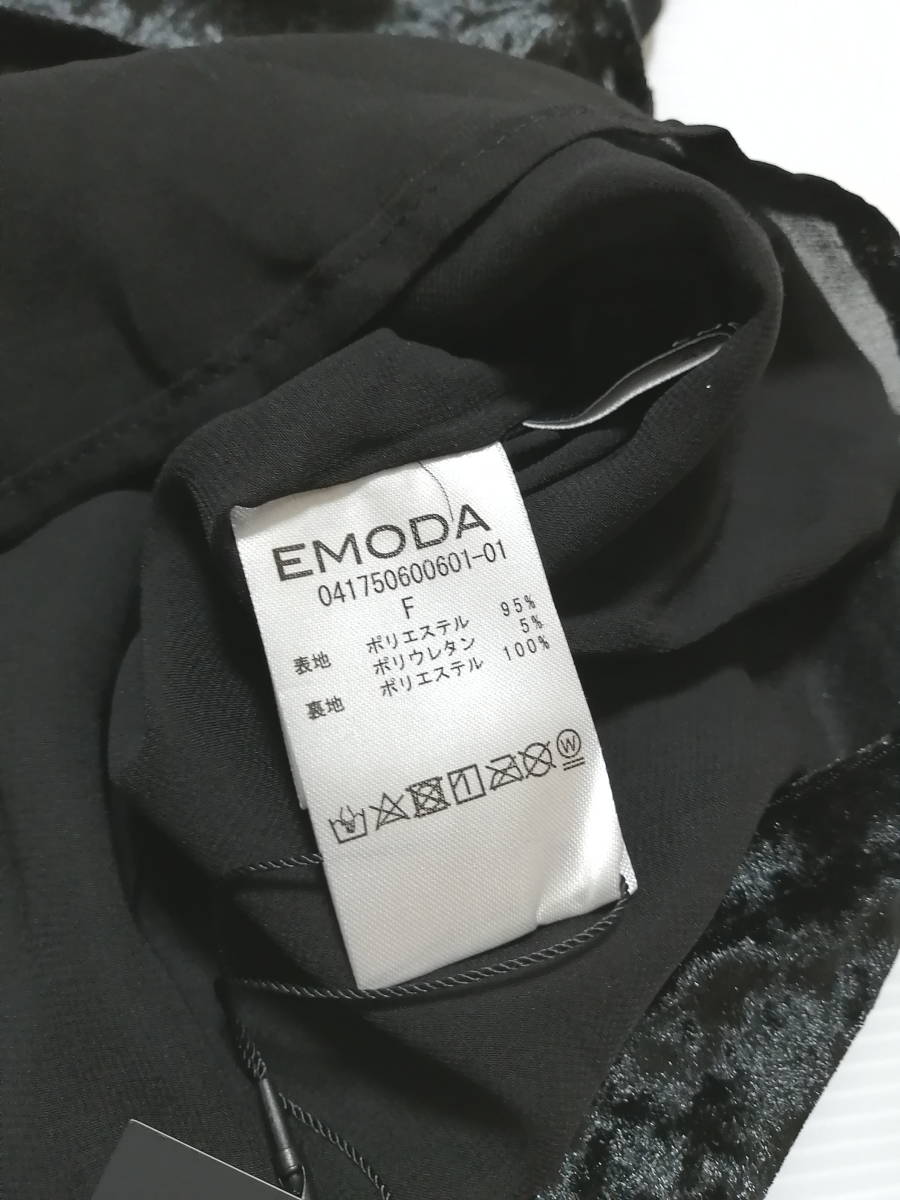 EMODA
041750600601-01
F
表地 ポリエステル 95%
ポリウレタン 5%
裏地 ポリエステル 100%
W